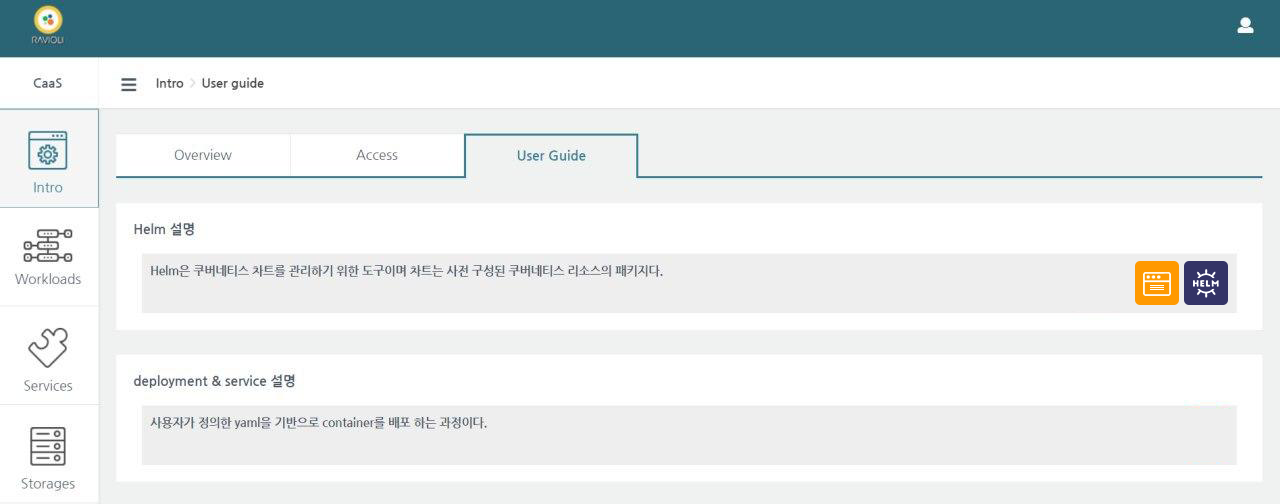 RAVIOLI
CaaS
Intro
User guide
Intro
Workloads
Services
Storages
Overview
Access
User Guide
Helm 설명
Helm은 쿠버네티스 차트를 관리하기 위한 도구이며 차트는 사전 구성된 쿠버네티스 리소스의 패키지다.
HELM
deployment & service 설명
사용자가 정의한 yaml을 기반으로 container를 배포 하는 과정이다.